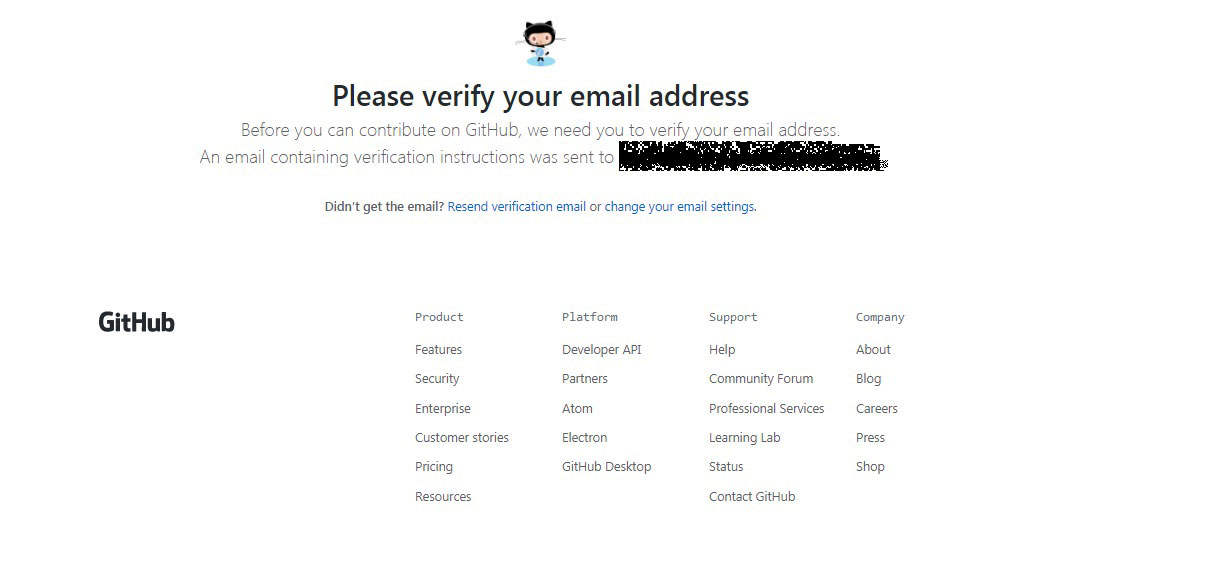 Please verify your email address
Before you can contribute on GitHub, we need you to verify your email address.
An email containing verification instructions was sent to
Didn't get the email? Resend verification email or change your email settings.
GitHub
Product
Features
Security
Enterprise
Customer stories
Pricing
Resources
Platform
Developer API
Partners
Atom
Electron
GitHub Desktop
Support
Help
Community Forum
Professional Services
Learning Lab
Status
Contact GitHub
Company
About
Blog
Careers
Press
Shop